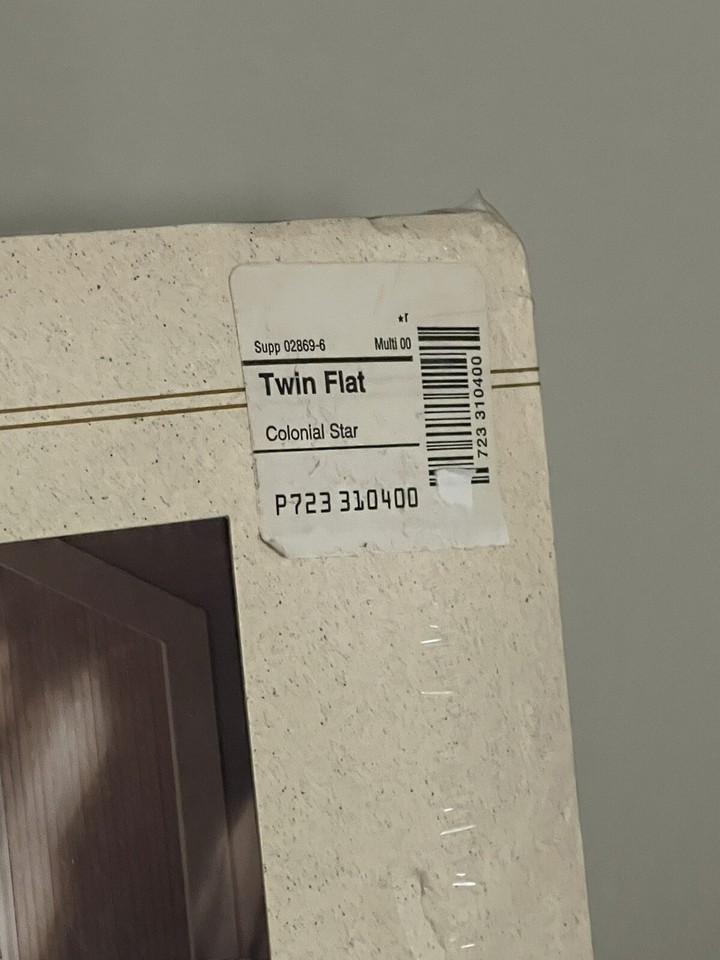 *r
Supp 02869-6 Multi 00
Twin Flat
Colonial Star
P723 310400
723 310400